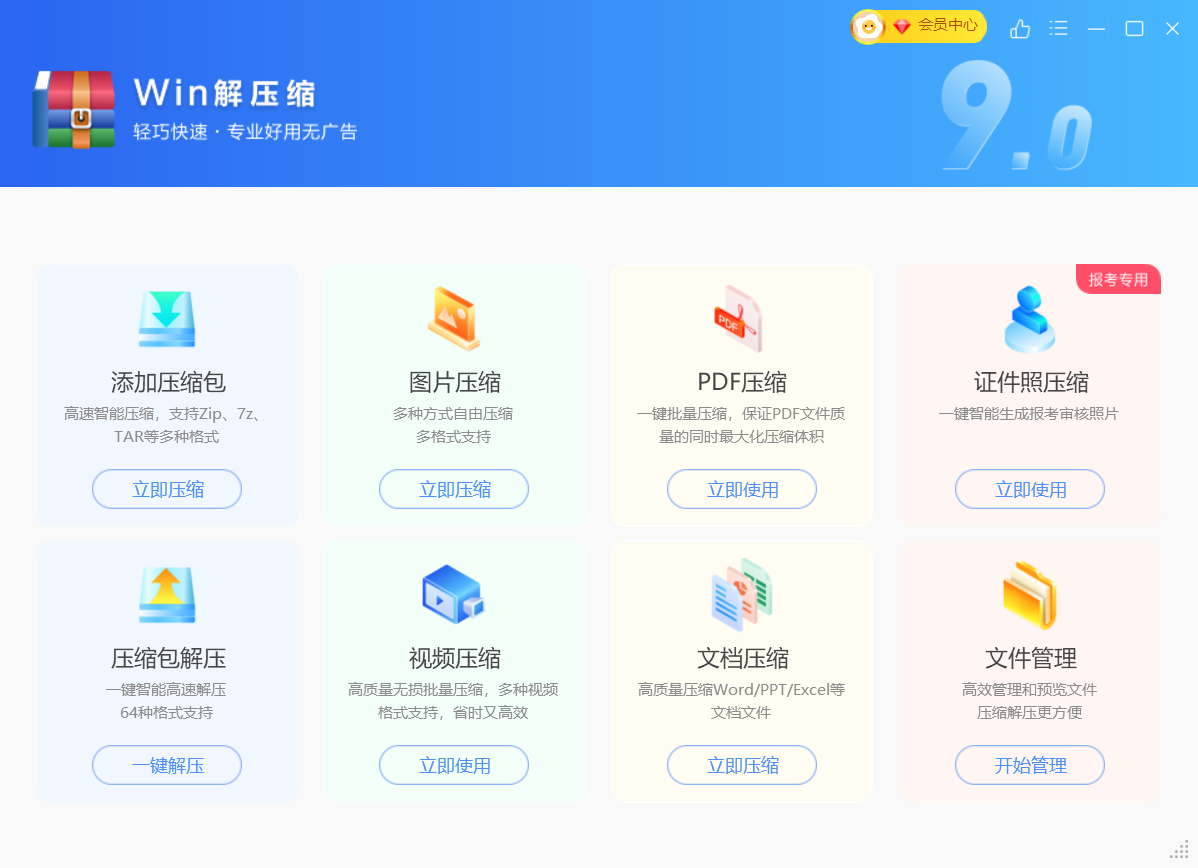 会员中心
Win解压缩
轻巧快速·专业好用无广告
9.0
报考专用
添加压缩包
高速智能压缩，支持Zip、7z、
TAR等多种格式
立即压缩
图片压缩
多种方式自由压缩
多格式支持
立即压缩
PDF
PDF压缩
一键批量压缩，保证PDF文件质
量的同时最大化压缩体积
立即使用
证件照压缩
一键智能生成报考审核照片
立即使用
压缩包解压
一键智能高速解压
64种格式支持
一键解压
视频压缩
高质量无损批量压缩，多种视频
格式支持，省时又高效
立即使用
文档压缩
高质量压缩Word/PPT/Excel等
文档文件
立即压缩
文件管理
高效管理和预览文件
压缩解压更方便
开始管理